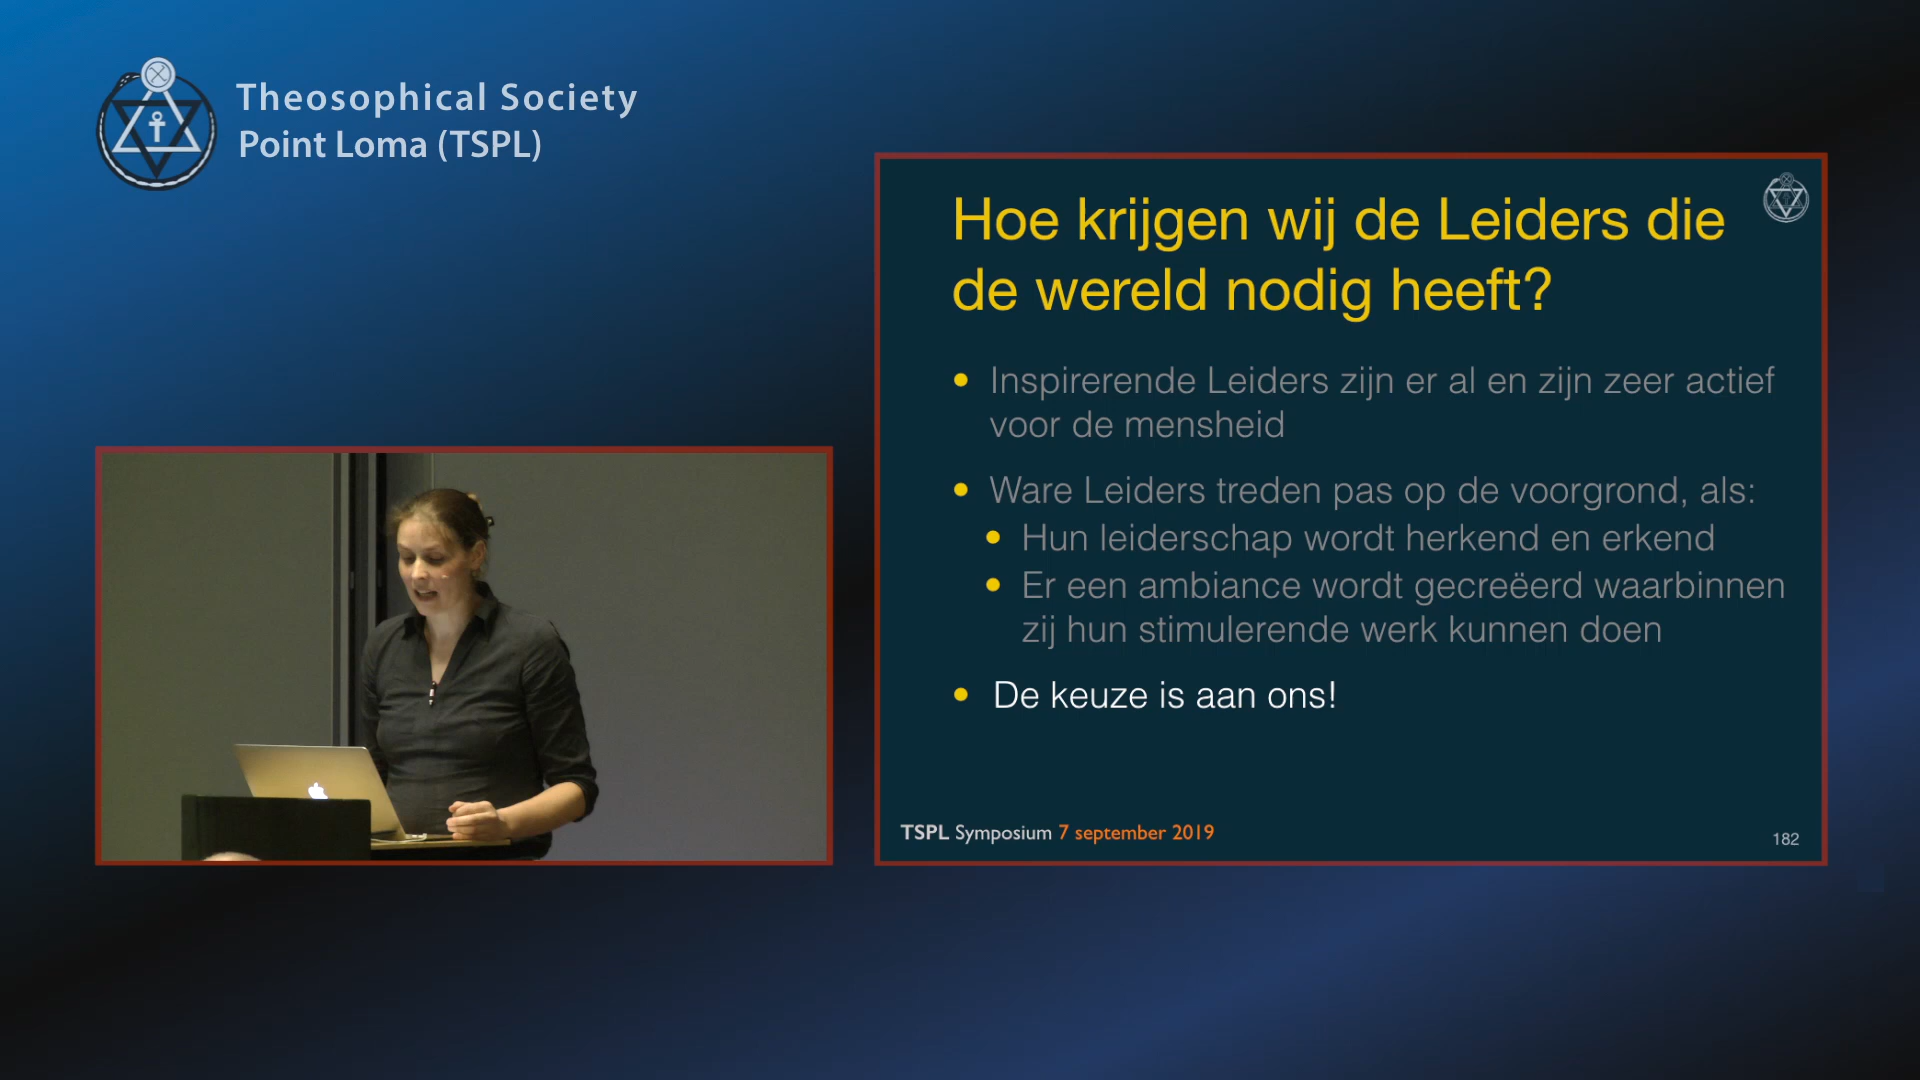 Theosophical Society
Point Loma (TSPL)
Hoe krijgen wij de Leiders die
de wereld nodig heeft?
• Inspirerende Leiders zijn er al en zijn zeer actief
voor de mensheid
• Ware Leiders treden pas op de voorgrond, als:
• Hun leiderschap wordt herkend en erkend
• Er een ambiance wordt gecreëerd waarbinnen
zij hun stimulerende werk kunnen doen
• De keuze is aan ons!
TSPL Symposium 7 september 2019
182